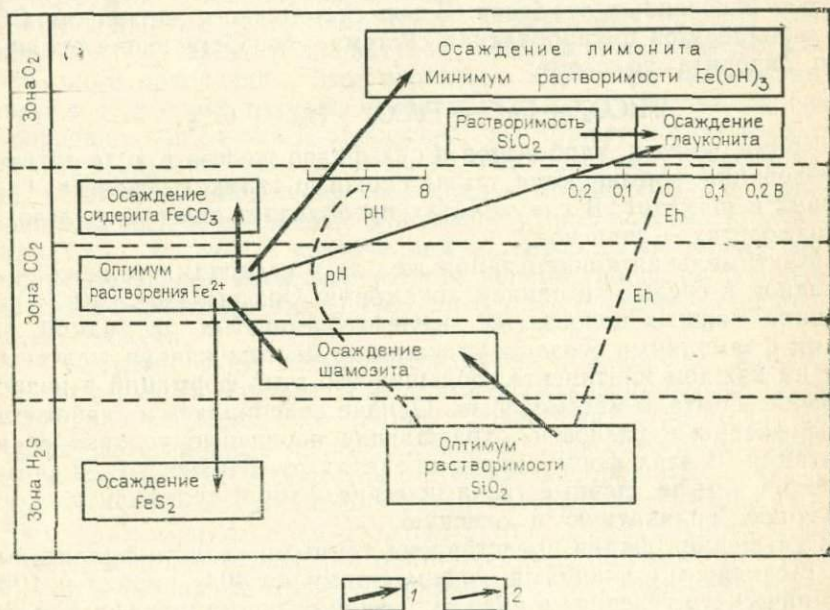 Зона O₂
Осаждение лимонита
Минимум растворимости Fe(OH)₃
Растворимость
SiO₂
Осаждение
глауконита
Осаждение
сидерита FeCO₃
7 8
pH
0,2 0,1 0 0,1 0,2В
Eh
Зона CO₂
Оптимум
растворения Fe²⁺
pH
Eh
Осаждение
шамозита
Зона H₂S
Осаждение
FeS₂
Оптимум
растворимости
SiO₂
1 2